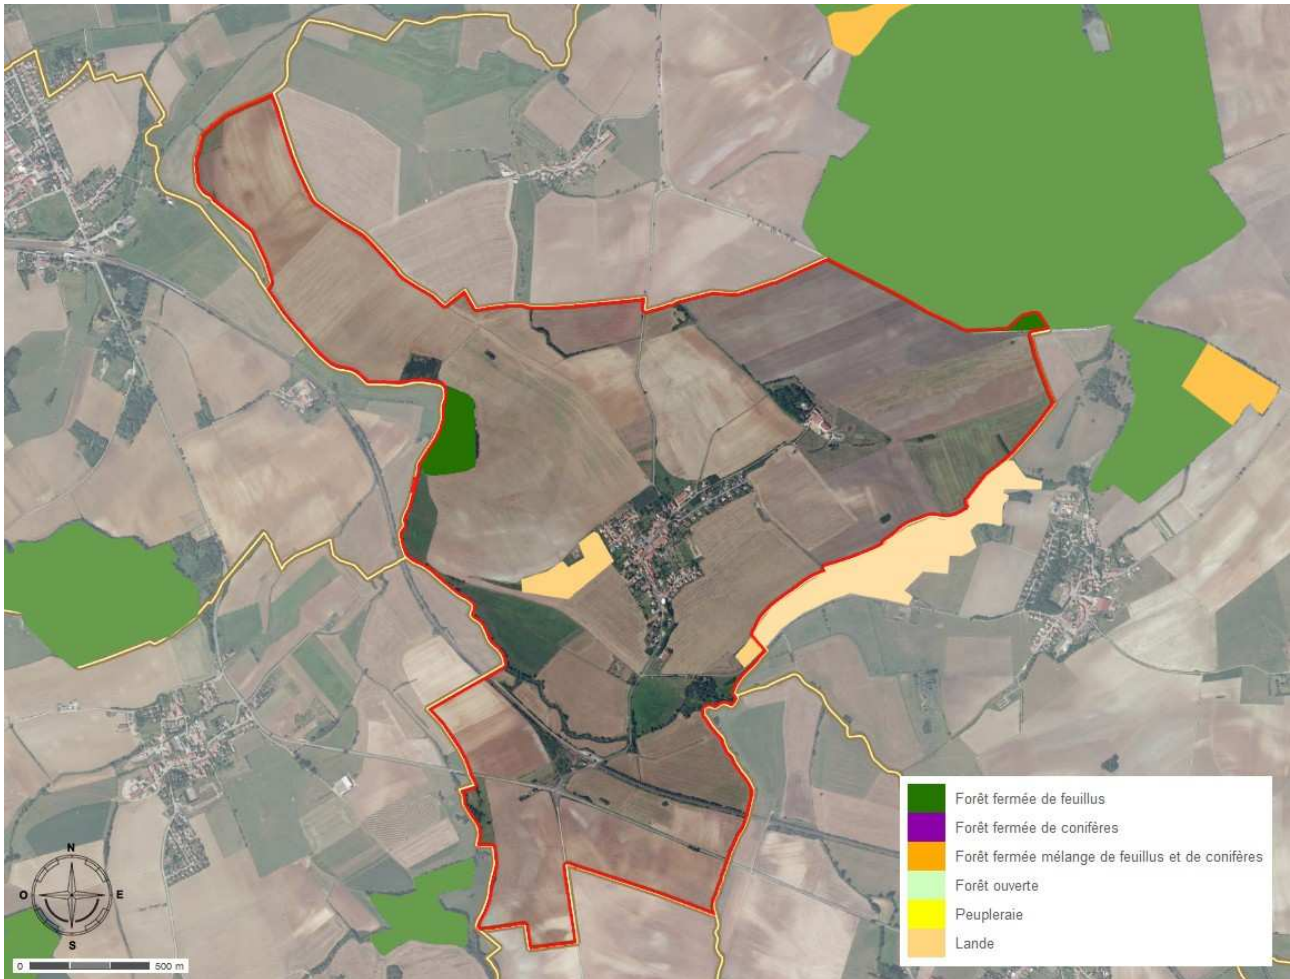 Forêt fermée de feuillus
Forêt fermée de conifères
Forêt fermée mélange de feuillus et de conifères
Forêt ouverte
Peupleraie
Lande
N
O E
S
0 500 m